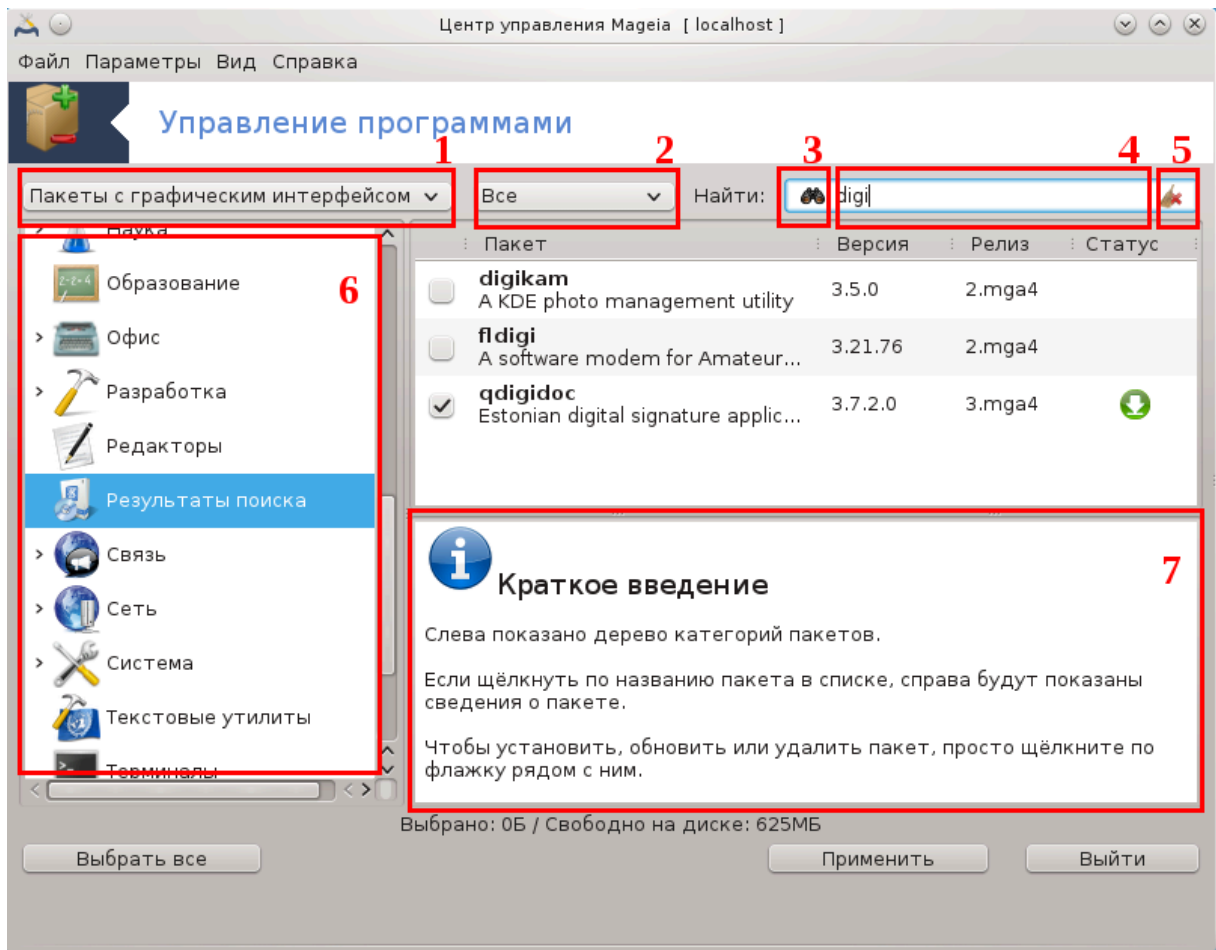 Центр управления Mageia [ localhost ]
Файл Параметры Вид Справка
Управление программами
1 2 3 4 5
Пакеты с графическим интерфейсом Все Найти: digi
Наука
Образование
6
Офис
Разработка
Редакторы
Результаты поиска
Связь
Сеть
Система
Текстовые утилиты
Терминалы
Пакет Версия Релиз Статус
digikam
A KDE photo management utility 3.5.0 2.mga4
fldigi
A software modem for Amateur... 3.21.76 2.mga4
qdigidoc
Estonian digital signature applic... 3.7.2.0 3.mga4
7
Краткое введение
Слева показано дерево категорий пакетов.
Если щёлкнуть по названию пакета в списке, справа будут показаны
сведения о пакете.
Чтобы установить, обновить или удалить пакет, просто щёлкните по
флажку рядом с ним.
Выбрано: 0Б / Свободно на диске: 625МБ
Выбрать все Применить Выйти